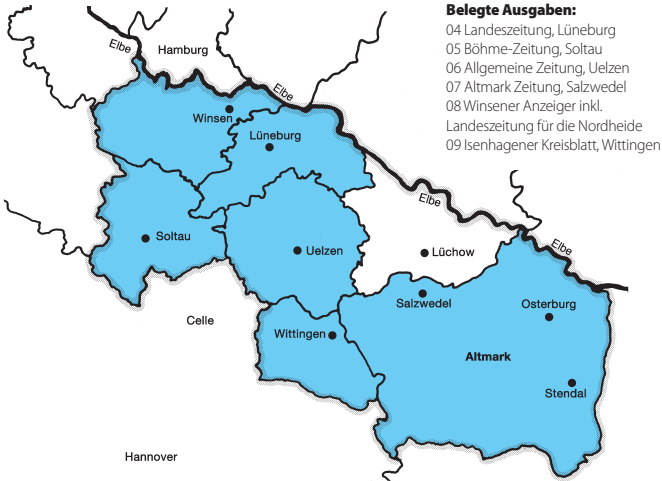 Belegte Ausgaben:
04 Landeszeitung, Lüneburg
05 Böhme-Zeitung, Soltau
06 Allgemeine Zeitung, Uelzen
07 Altmark Zeitung, Salzwedel
08 Winsener Anzeiger inkl.
Landeszeitung für die Nordheide
09 Isenhagener Kreisblatt, Wittingen
Elbe
Hamburg
Elbe
Winsen
Lüneburg
Elbe
Soltau
Uelzen
Lüchow
Elbe
Salzwedel
Osterburg
Celle
Wittingen
Altmark
Stendal
Hannover